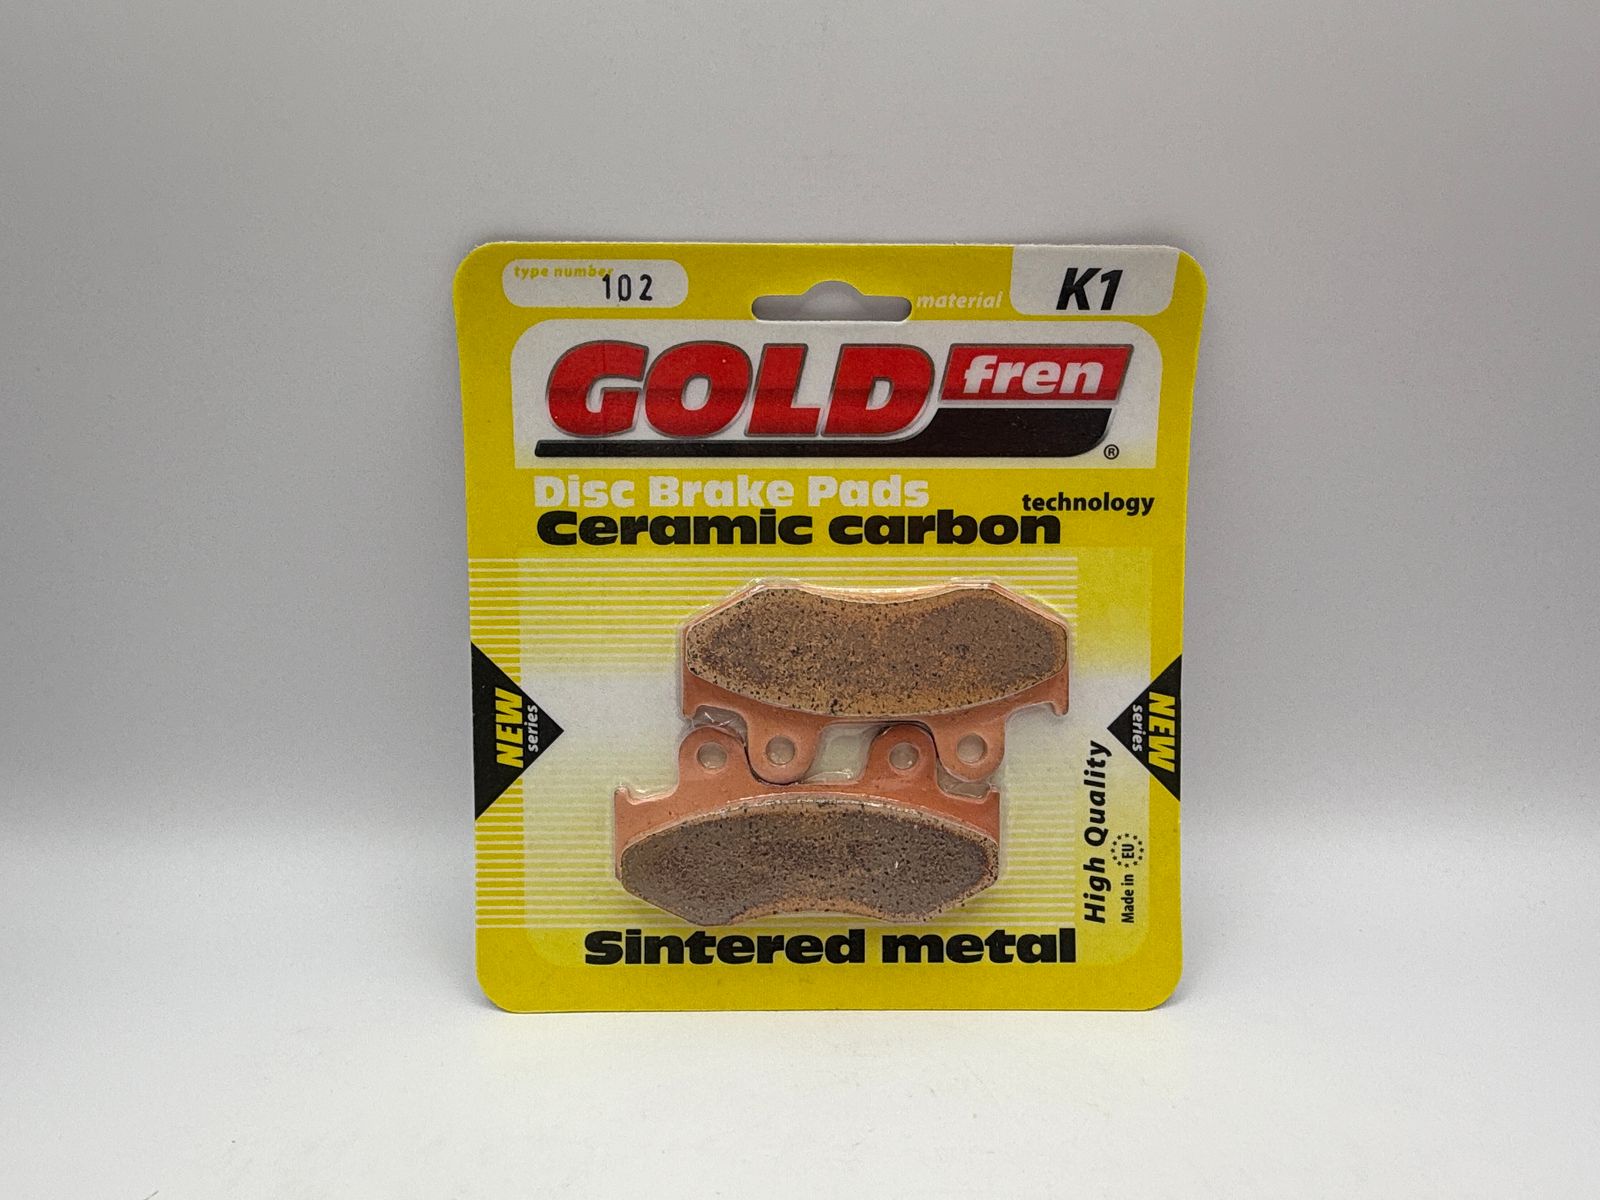 type number 102
material K1
GOLD fren
®
Disc Brake Pads
technology
Ceramic carbon
NEW
series
NEW
series
High Quality
Made in EU
Sintered metal